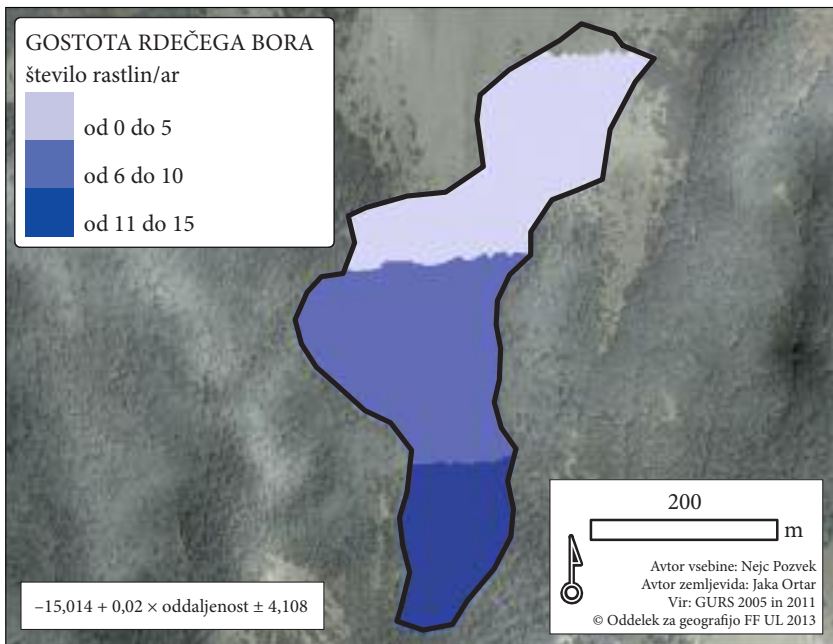 GOSTOTA RDEČEGA BORA
število rastlin/ar
od 0 do 5
od 6 do 10
od 11 do 15
200
m
Avtor vsebine: Nejc Pozvek
Avtor zemljevida: Jaka Ortar
Vir: GURS 2005 in 2011
© Oddelek za geografijo FF UL 2013
–15,014 + 0,02 × oddaljenost ± 4,108